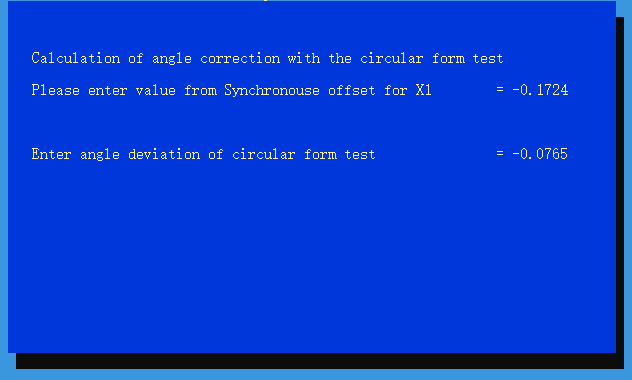 Calculation of angle correction with the circular form test
Please enter value from Synchronouse offset for X1 = -0.1724
Enter angle deviation of circular form test = -0.0765